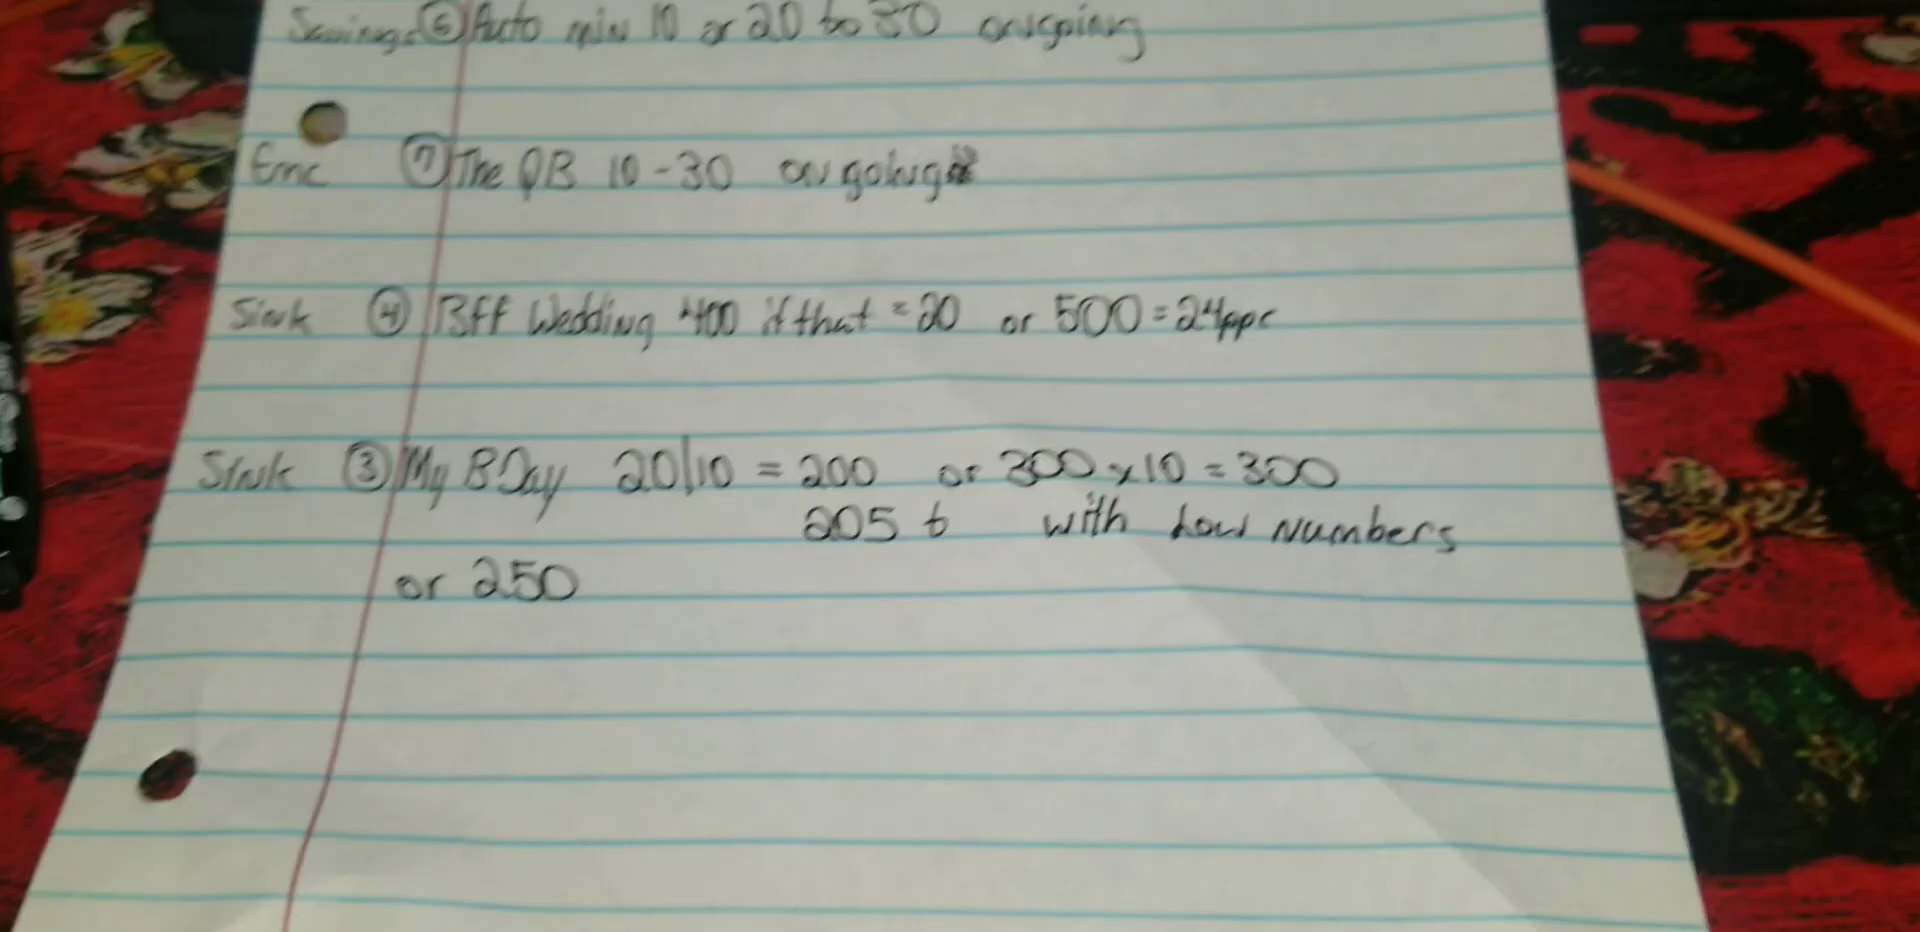 Savings ⑥ Auto min 10 or 20 to 30 ongoing
Emc ⑦ The QB 10-30 ongoing
Sink ④ Bff Wedding 400 if that = 20 or 500 = 24ppc
Sink ③ My BDay 20|10 = 200 or 300 x 10 = 300
205 t with low numbers
or 250